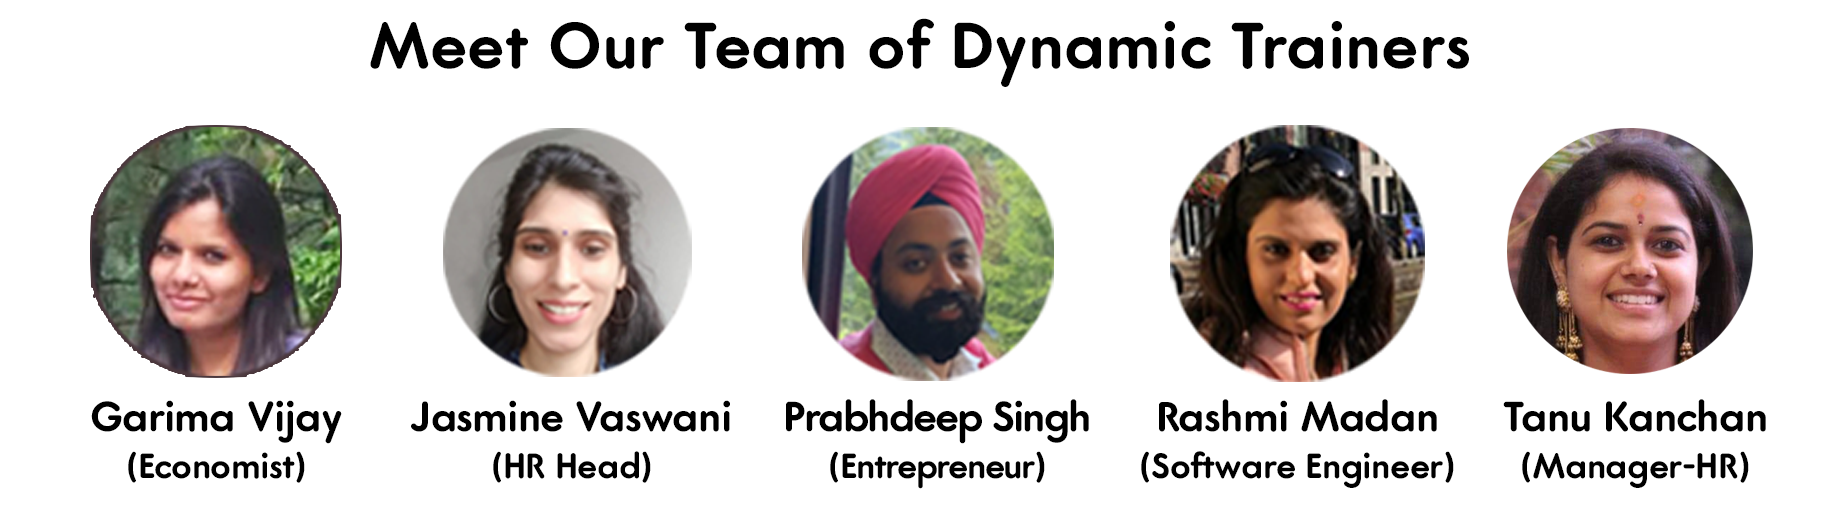 Meet Our Team of Dynamic Trainers
Garima Vijay
(Economist)
Jasmine Vaswani
(HR Head)
Prabhdeep Singh
(Entrepreneur)
Rashmi Madan
(Software Engineer)
Tanu Kanchan
(Manager-HR)